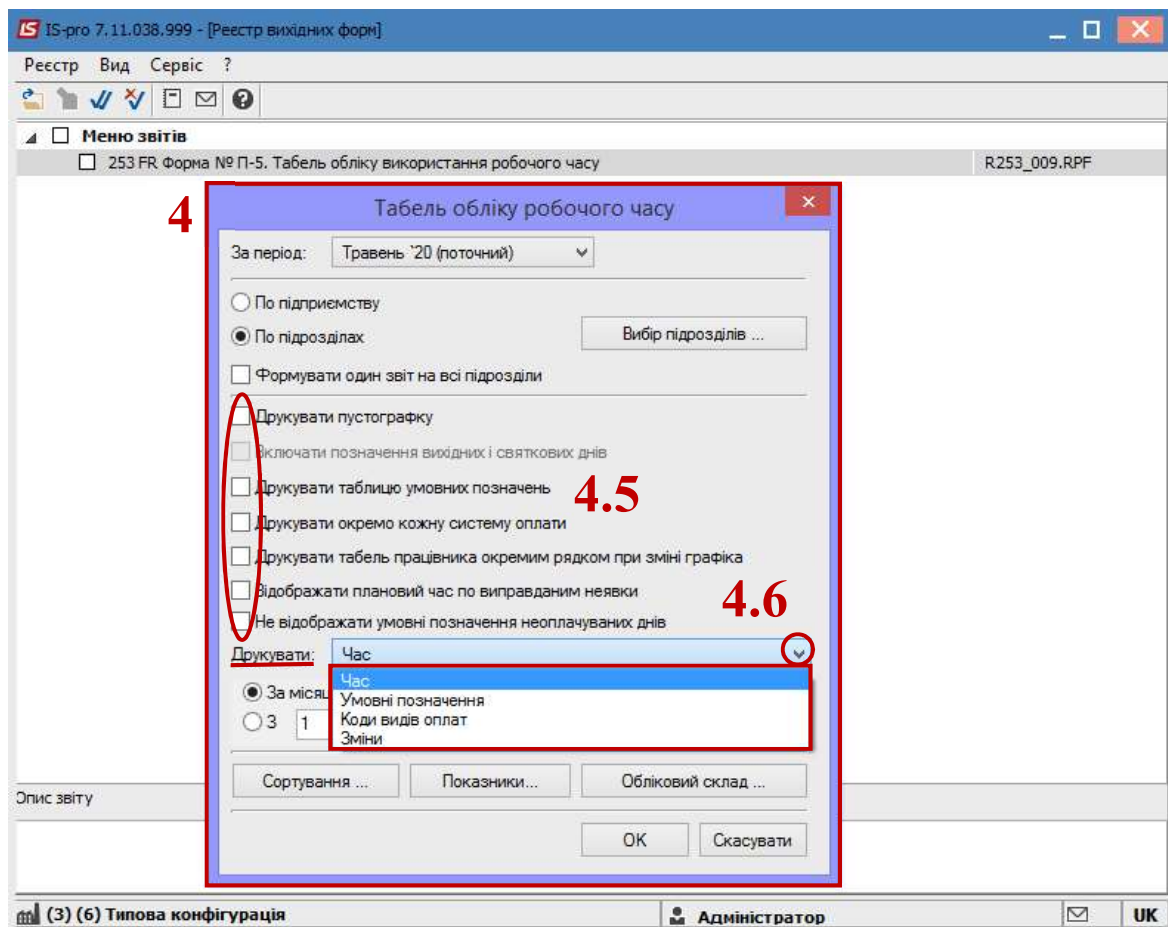 IS-pro 7.11.038.999 - [Реєстр вихідних форм]
Реєстр Вид Сервіс ?
Меню звітів
253 FR Форма № П-5. Табель обліку використання робочого часу R253_009.RPF
4
Табель обліку робочого часу
За період: Травень `20 (поточний)
По підприємству
По підрозділах Вибір підрозділів ...
Формувати один звіт на всі підрозділи
Друкувати пустографку
Включати позначення вихідних і святкових днів
Друкувати таблицю умовних позначень
4.5
Друкувати окремо кожну систему оплати
Друкувати табель працівника окремим рядком при зміні графіка
Відображати плановий час по виправданим неявки
4.6
Не відображати умовні позначення неоплачуваних днів
Друкувати: Час
Час
За місяц
Умовні позначення
З 1
Коди видів оплат
Зміни
Сортування ... Показники... Обліковий склад ...
Опис звіту
OK Скасувати
(3) (6) Типова конфігурація Адміністратор UK